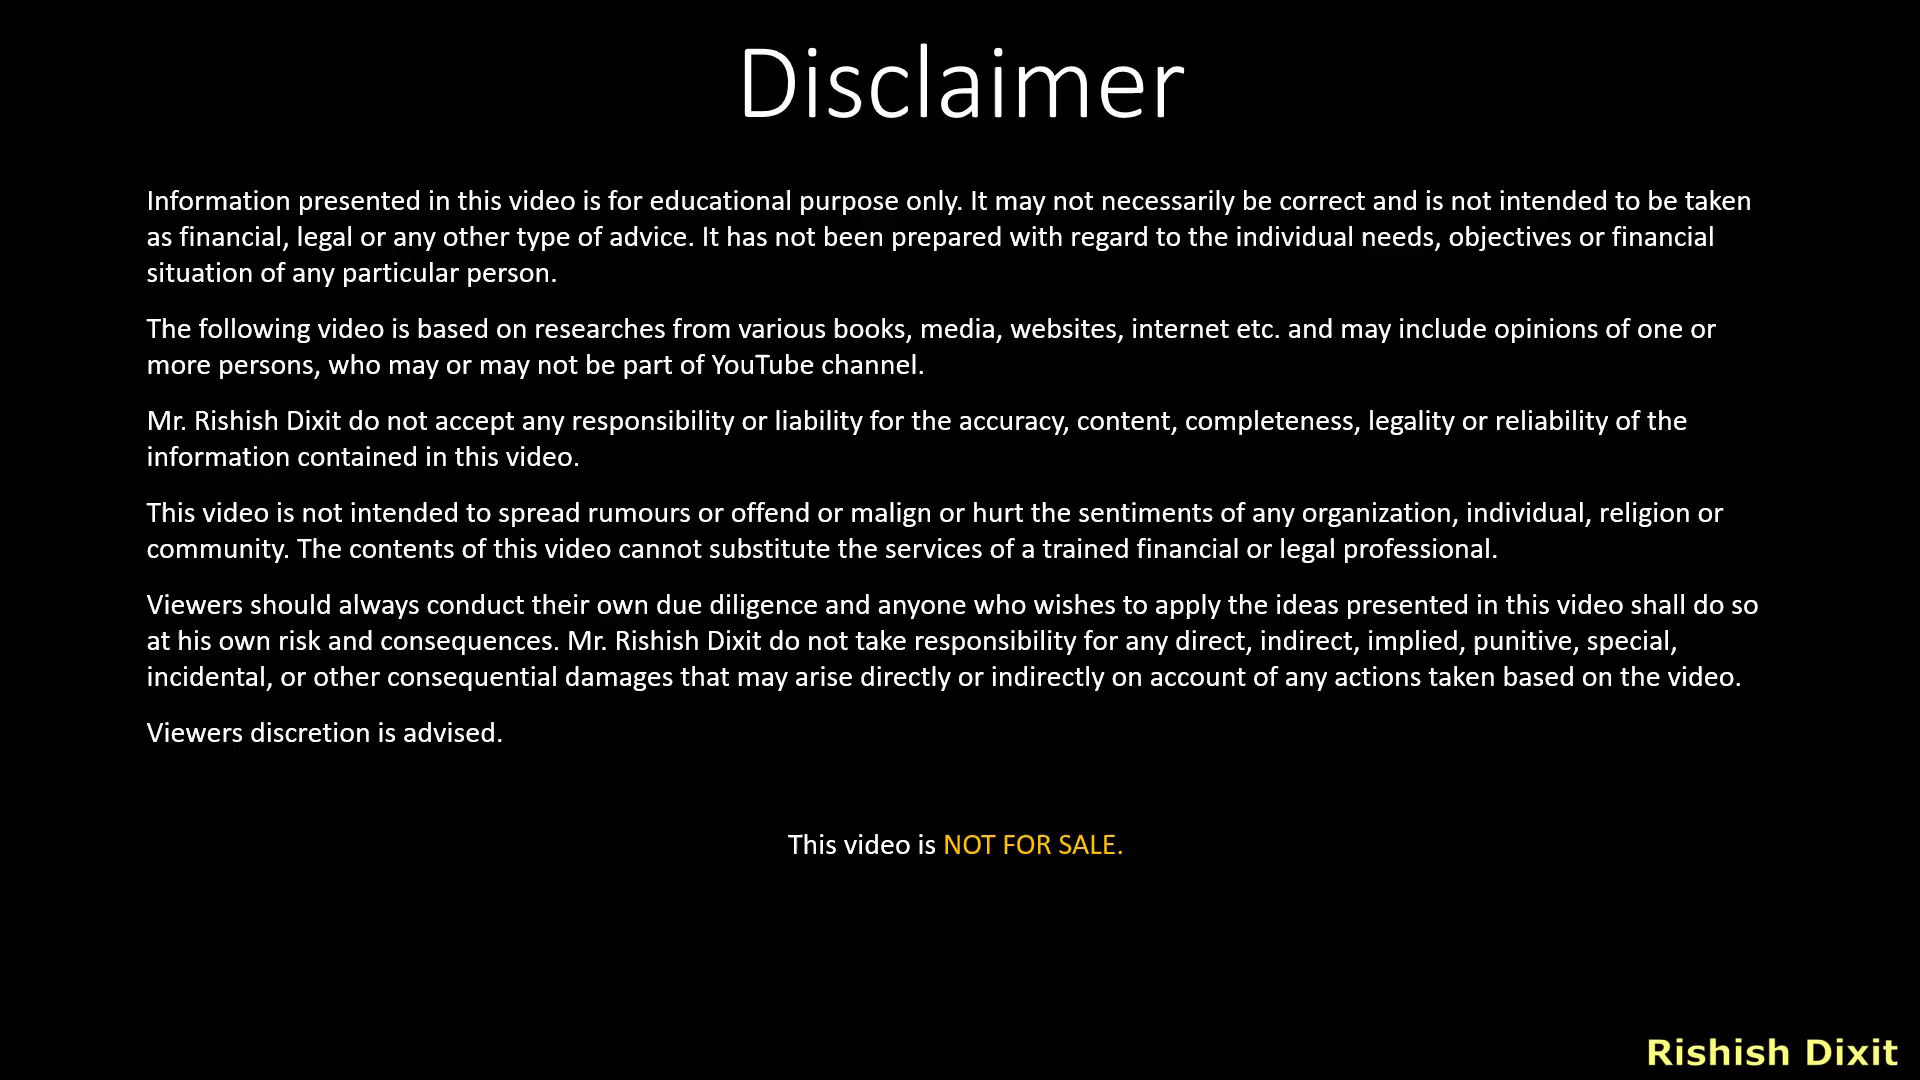 Disclaimer
Information presented in this video is for educational purpose only. It may not necessarily be correct and is not intended to be taken
as financial, legal or any other type of advice. It has not been prepared with regard to the individual needs, objectives or financial
situation of any particular person.
The following video is based on researches from various books, media, websites, internet etc. and may include opinions of one or
more persons, who may or may not be part of YouTube channel.
Mr. Rishish Dixit do not accept any responsibility or liability for the accuracy, content, completeness, legality or reliability of the
information contained in this video.
This video is not intended to spread rumours or offend or malign or hurt the sentiments of any organization, individual, religion or
community. The contents of this video cannot substitute the services of a trained financial or legal professional.
Viewers should always conduct their own due diligence and anyone who wishes to apply the ideas presented in this video shall do so
at his own risk and consequences. Mr. Rishish Dixit do not take responsibility for any direct, indirect, implied, punitive, special,
incidental, or other consequential damages that may arise directly or indirectly on account of any actions taken based on the video.
Viewers discretion is advised.
This video is NOT FOR SALE.
Rishish Dixit